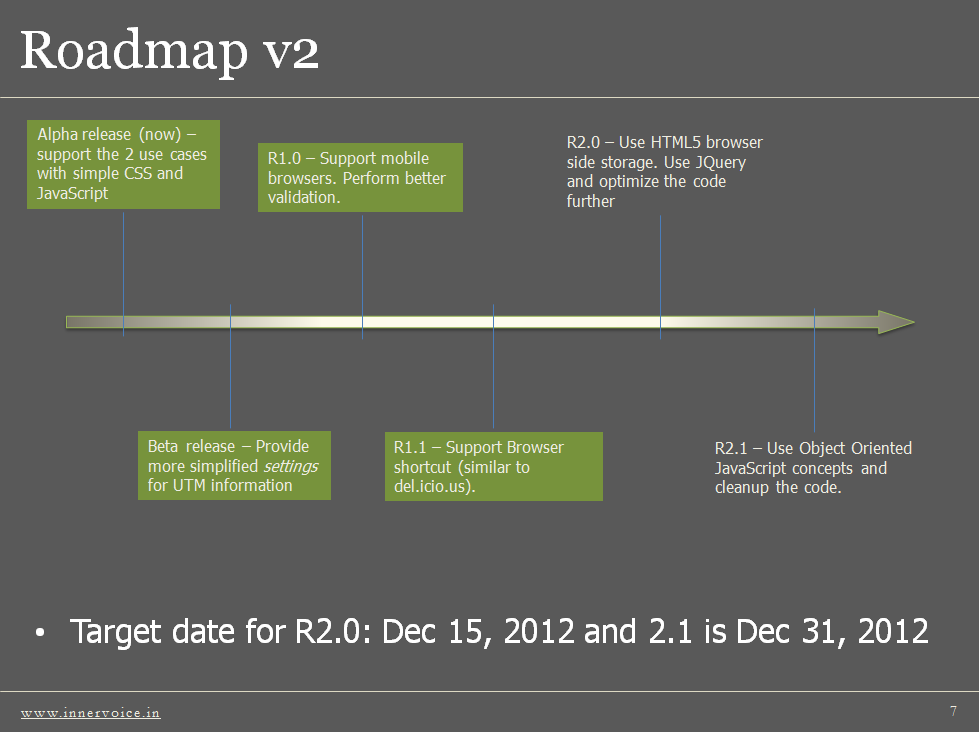 Roadmap v2
Alpha release (now) –
support the 2 use cases
with simple CSS and
JavaScript
R1.0 – Support mobile
browsers. Perform better
validation.
R2.0 – Use HTML5 browser
side storage. Use JQuery
and optimize the code
further
Beta release – Provide
more simplified settings
for UTM information
R1.1 – Support Browser
shortcut (similar to
del.icio.us).
R2.1 – Use Object Oriented
JavaScript concepts and
cleanup the code.
• Target date for R2.0: Dec 15, 2012 and 2.1 is Dec 31, 2012
www.innervoice.in
7